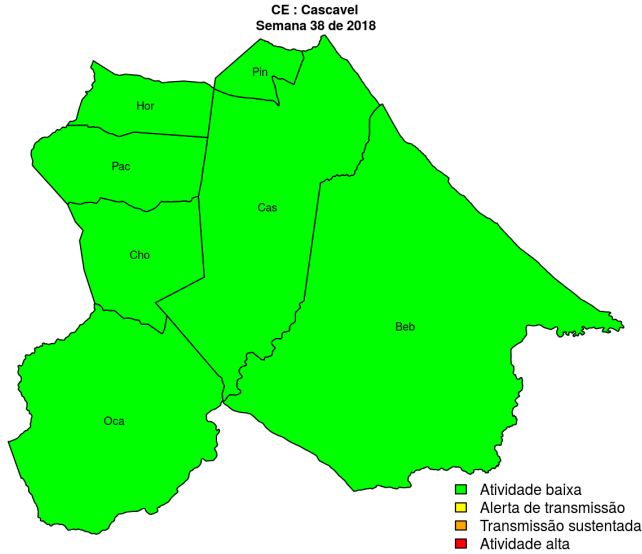 CE : Cascavel
Semana 38 de 2018
Pin
Hor
Pac
Cas
Cho
Beb
Oca
Atividade baixa
Alerta de transmissão
Transmissão sustentada
Atividade alta